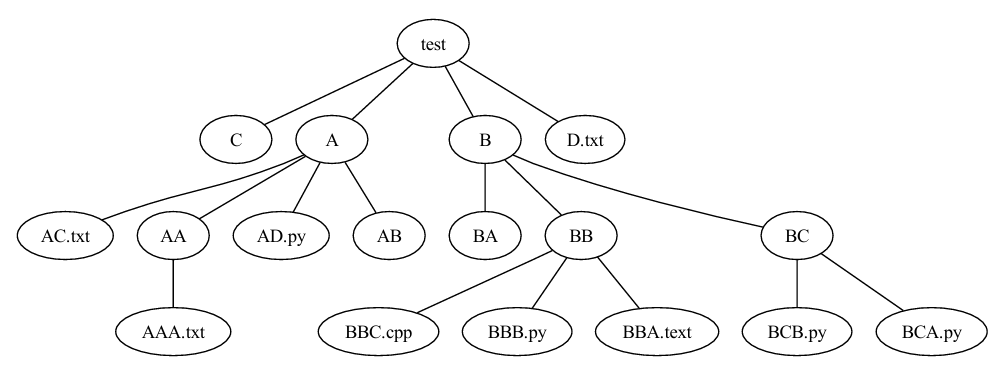 test
C
A
B
D.txt
AC.txt
AA
AD.py
AB
BA
BB
BC
AAA.txt
BBC.cpp
BBB.py
BBA.text
BCB.py
BCA.py